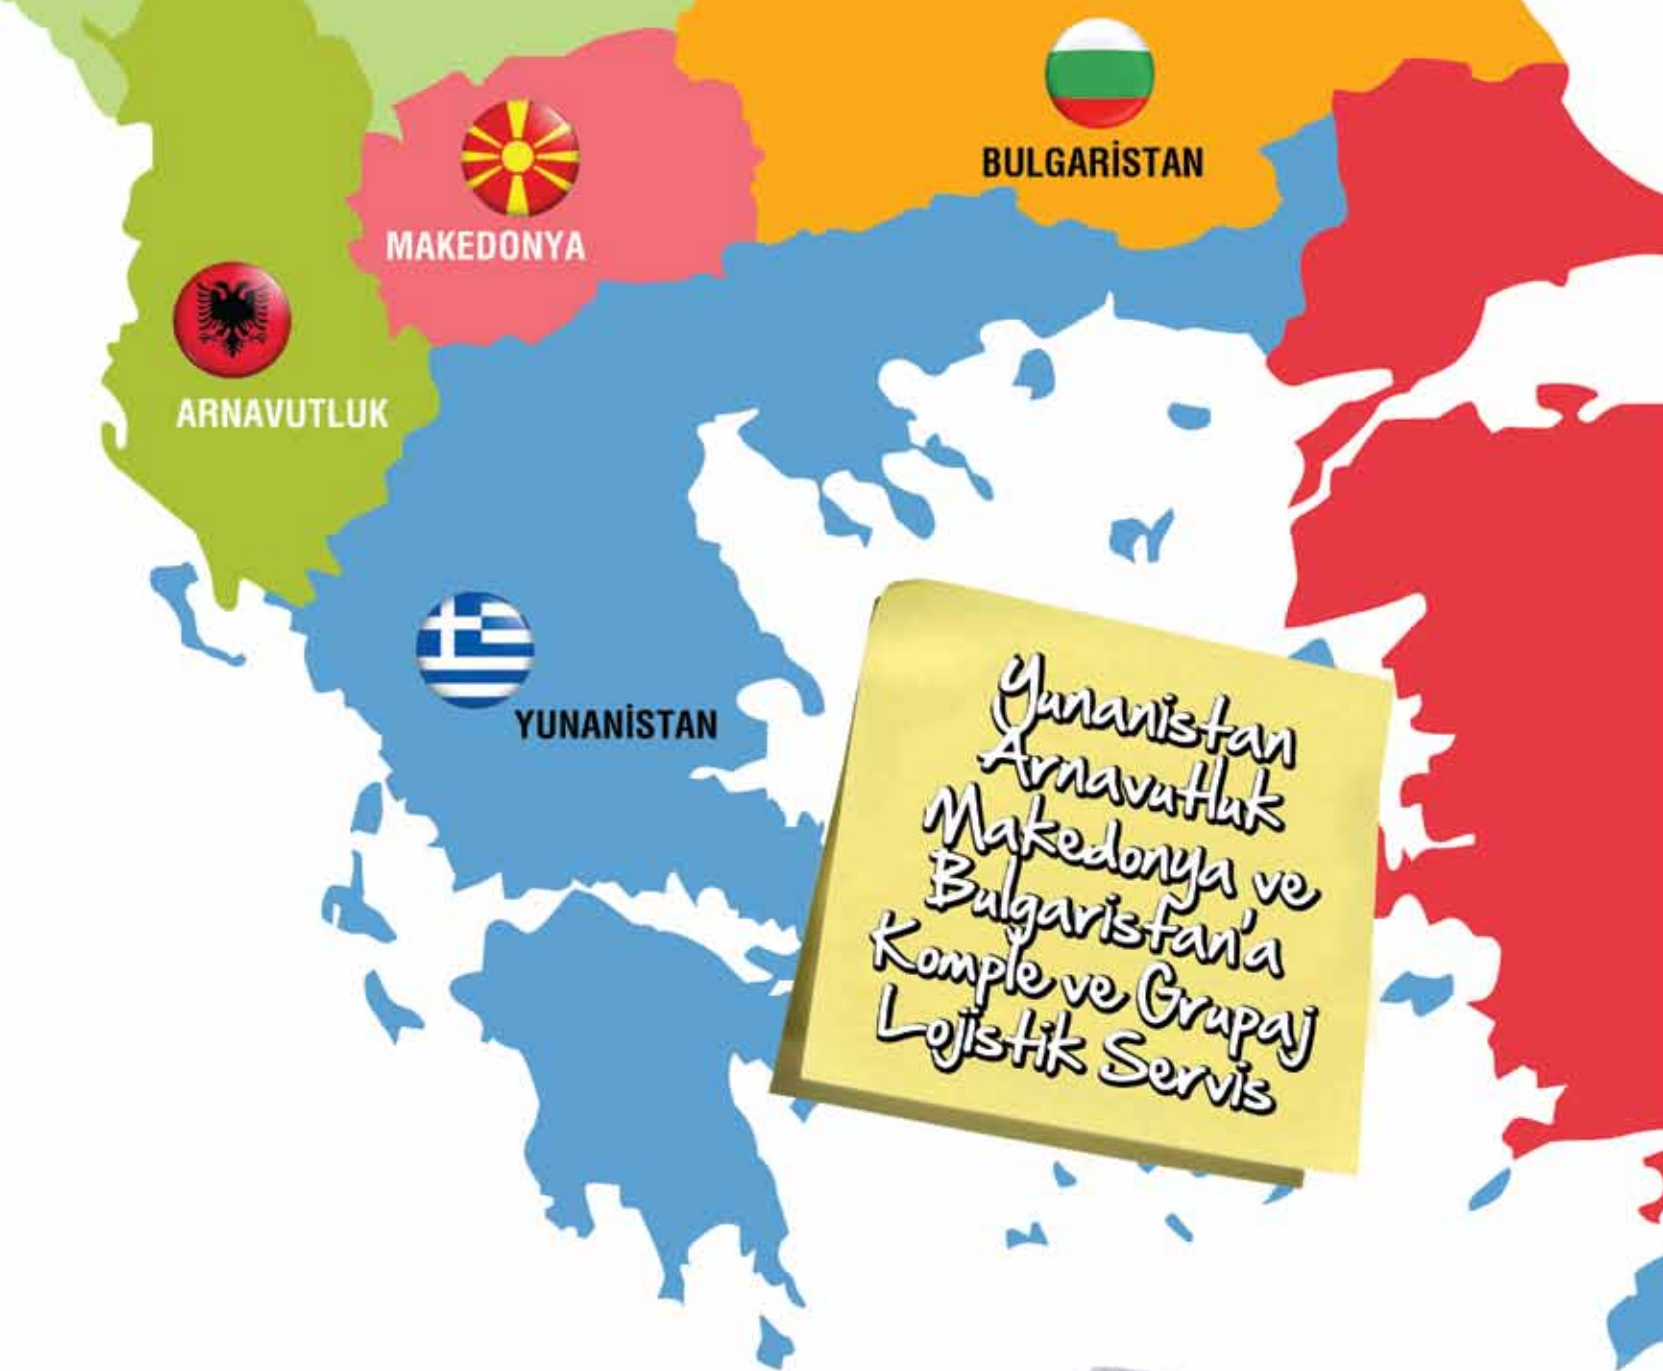 BULGARİSTAN
MAKEDONYA
ARNAVUTLUK
YUNANİSTAN
Yunanistan
Arnavutluk
Makedonya ve
Bulgaristan'a
Komple ve Grupaj
Lojistik Servis